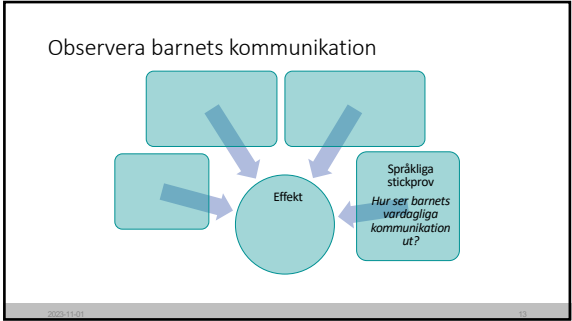 Observera barnets kommunikation
Effekt
Språkliga
stickprov
Hur ser barnets
vardagliga
kommunikation
ut?
2023-11-01
13